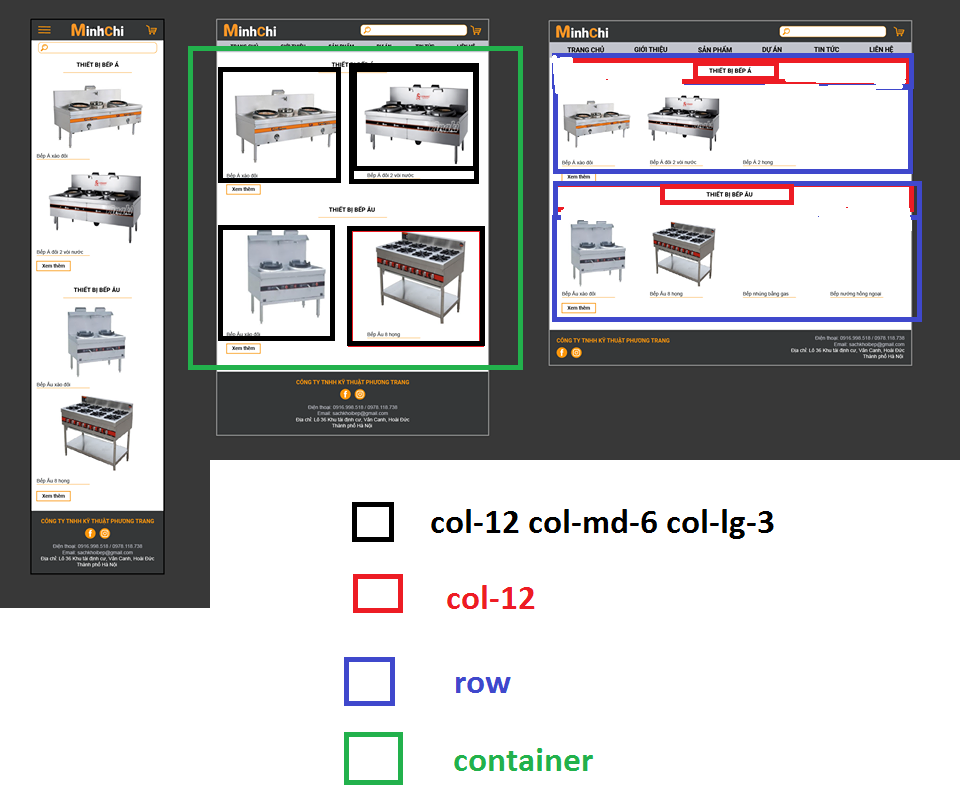 MinhChi
THIẾT BỊ BẾP Á
Bếp Á xào đôi
Bếp Á đôi 2 vòi nước
Xem thêm
THIẾT BỊ BẾP ÂU
Bếp Âu xào đôi
Bếp Âu 8 họng
Xem thêm
CÔNG TY TNHH KỸ THUẬT PHƯƠNG TRANG
Điện thoại: 0916.998.518 / 0978.118.738
Email: sachkhoibep@gmail.com
Địa chỉ: Lô 36 Khu tái định cư, Vân Canh, Hoài Đức
Thành phố Hà Nội
MinhChi
TRANG CHỦ GIỚI THIỆU SẢN PHẨM DỰ ÁN TIN TỨC LIÊN HỆ
THIẾT BỊ BẾP Á
Bếp Á xào đôi
Bếp Á đôi 2 vòi nước
Xem thêm
THIẾT BỊ BẾP ÂU
Bếp Âu xào đôi
Bếp Âu 8 họng
Xem thêm
CÔNG TY TNHH KỸ THUẬT PHƯƠNG TRANG
Điện thoại: 0916.998.518 / 0978.118.738
Email: sachkhoibep@gmail.com
Địa chỉ: Lô 36 Khu tái định cư, Vân Canh, Hoài Đức
Thành phố Hà Nội
MinhChi
TRANG CHỦ GIỚI THIỆU SẢN PHẨM DỰ ÁN TIN TỨC LIÊN HỆ
THIẾT BỊ BẾP Á
Bếp Á xào đôi Bếp Á đôi 2 vòi nước Bếp Á 2 họng
Xem thêm
THIẾT BỊ BẾP ÂU
Bếp Âu xào đôi Bếp Âu 8 họng Bếp nhúng bằng gas Bếp nướng hồng ngoại
Xem thêm
CÔNG TY TNHH KỸ THUẬT PHƯƠNG TRANG
Điện thoại: 0916.998.518 / 0978.118.738
Email: sachkhoibep@gmail.com
Địa chỉ: Lô 36 Khu tái định cư, Vân Canh, Hoài Đức
Thành phố Hà Nội
col-12 col-md-6 col-lg-3
col-12
row
container